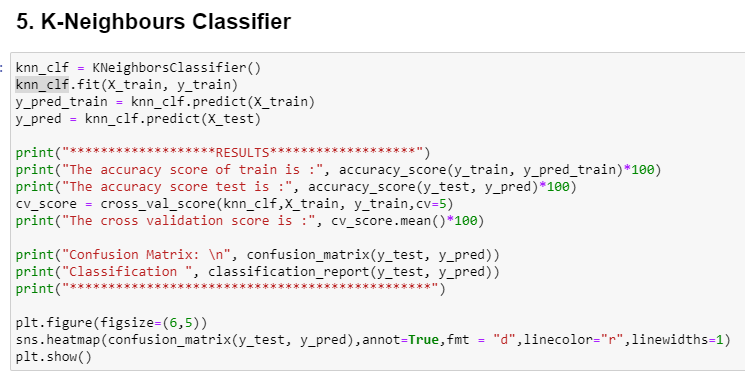 5. K-Neighbours Classifier
: knn_clf = KNeighborsClassifier()
knn_clf.fit(X_train, y_train)
y_pred_train = knn_clf.predict(X_train)
y_pred = knn_clf.predict(X_test)
print("*******************RESULTS*******************")
print("The accuracy score of train is :", accuracy_score(y_train, y_pred_train)*100)
print("The accuracy score test is :", accuracy_score(y_test, y_pred)*100)
cv_score = cross_val_score(knn_clf,X_train, y_train,cv=5)
print("The cross validation score is :", cv_score.mean()*100)
print("Confusion Matrix: \n", confusion_matrix(y_test, y_pred))
print("Classification ", classification_report(y_test, y_pred))
print("*********************************************")
plt.figure(figsize=(6,5))
sns.heatmap(confusion_matrix(y_test, y_pred),annot=True,fmt = "d",linecolor="r",linewidths=1)
plt.show()